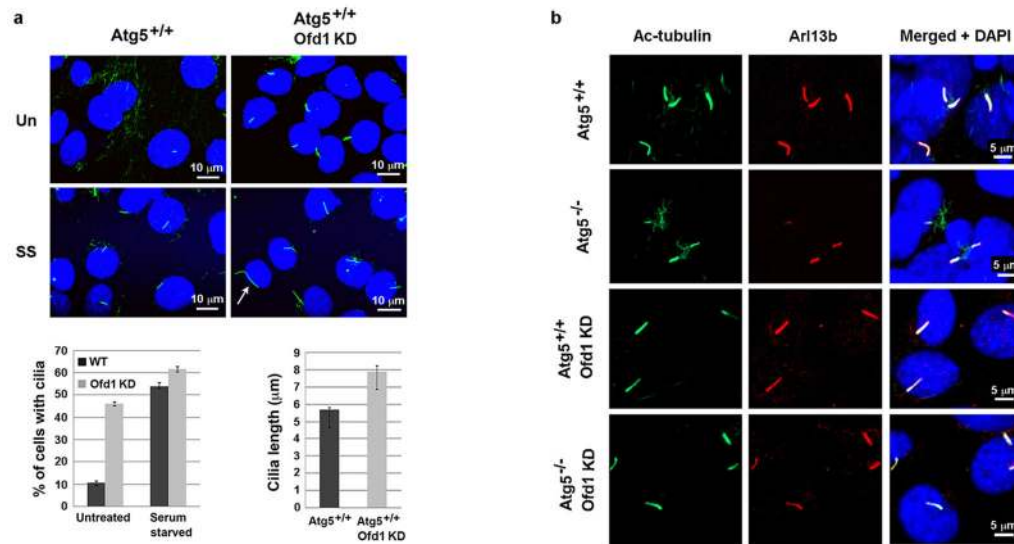 a
Atg5+/+
Atg5+/+
Ofd1 KD
Un
10 μm
10 μm
SS
10 μm
10 μm
% of cells with cilia
70
60
50
40
30
20
10
0
WT
Ofd1 KD
Untreated
Serum
starved
Cilia length (μm)
9
8
7
6
5
4
3
2
1
0
Atg5+/+
Atg5+/+
Ofd1 KD
b
Ac-tubulin
Arl13b
Merged + DAPI
Atg5+/+
5 μm
Atg5-/-
5 μm
Atg5+/+
Ofd1 KD
5 μm
Atg5-/-
Ofd1 KD
5 μm